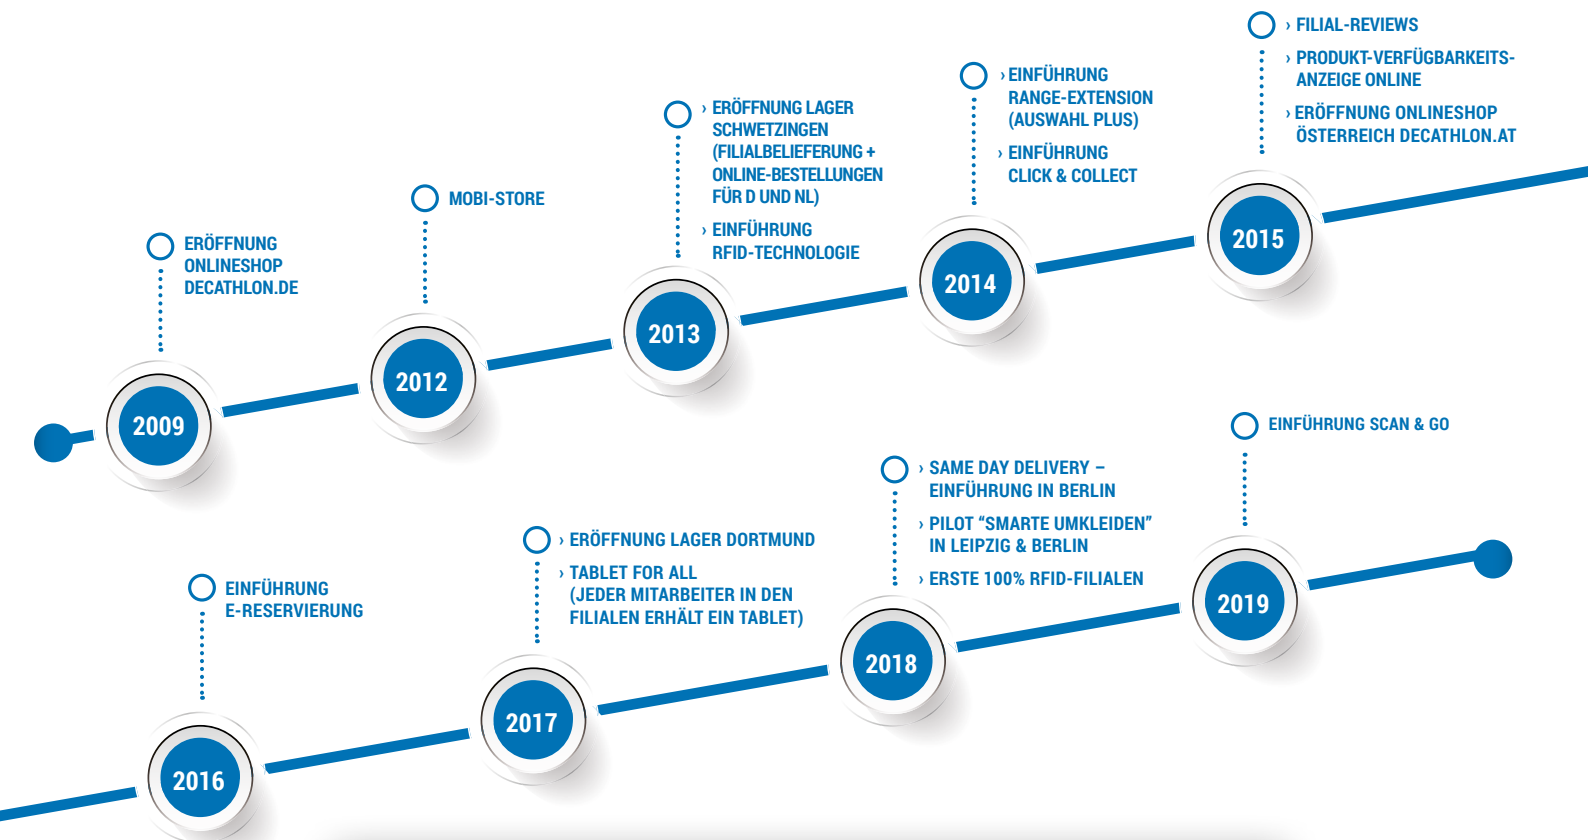 ERÖFFNUNG
ONLINESHOP
DECATHLON.DE
2009
MOBI-STORE
2012
› ERÖFFNUNG LAGER
SCHWETZINGEN
(FILIALBELIEFERUNG +
ONLINE-BESTELLUNGEN
FÜR D UND NL)
› EINFÜHRUNG
RFID-TECHNOLOGIE
2013
› EINFÜHRUNG
RANGE-EXTENSION
(AUSWAHL PLUS)
› EINFÜHRUNG
CLICK & COLLECT
2014
› FILIAL-REVIEWS
› PRODUKT-VERFÜGBARKEITS-
ANZEIGE ONLINE
› ERÖFFNUNG ONLINESHOP
ÖSTERREICH DECATHLON.AT
2015
EINFÜHRUNG
E-RESERVIERUNG
2016
› ERÖFFNUNG LAGER DORTMUND
› TABLET FOR ALL
(JEDER MITARBEITER IN DEN
FILIALEN ERHÄLT EIN TABLET)
2017
› SAME DAY DELIVERY –
EINFÜHRUNG IN BERLIN
› PILOT “SMARTE UMKLEIDEN”
IN LEIPZIG & BERLIN
› ERSTE 100% RFID-FILIALEN
2018
EINFÜHRUNG SCAN & GO
2019